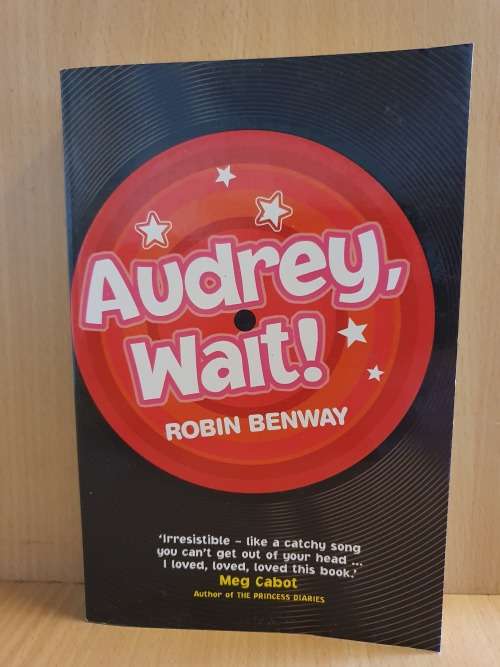 Audrey,
Wait!
ROBIN BENWAY
'Irresistible – like a catchy song
you can't get out of your head ...
I loved, loved, loved this book.'
Meg Cabot
Author of THE PRINCESS DIARIES